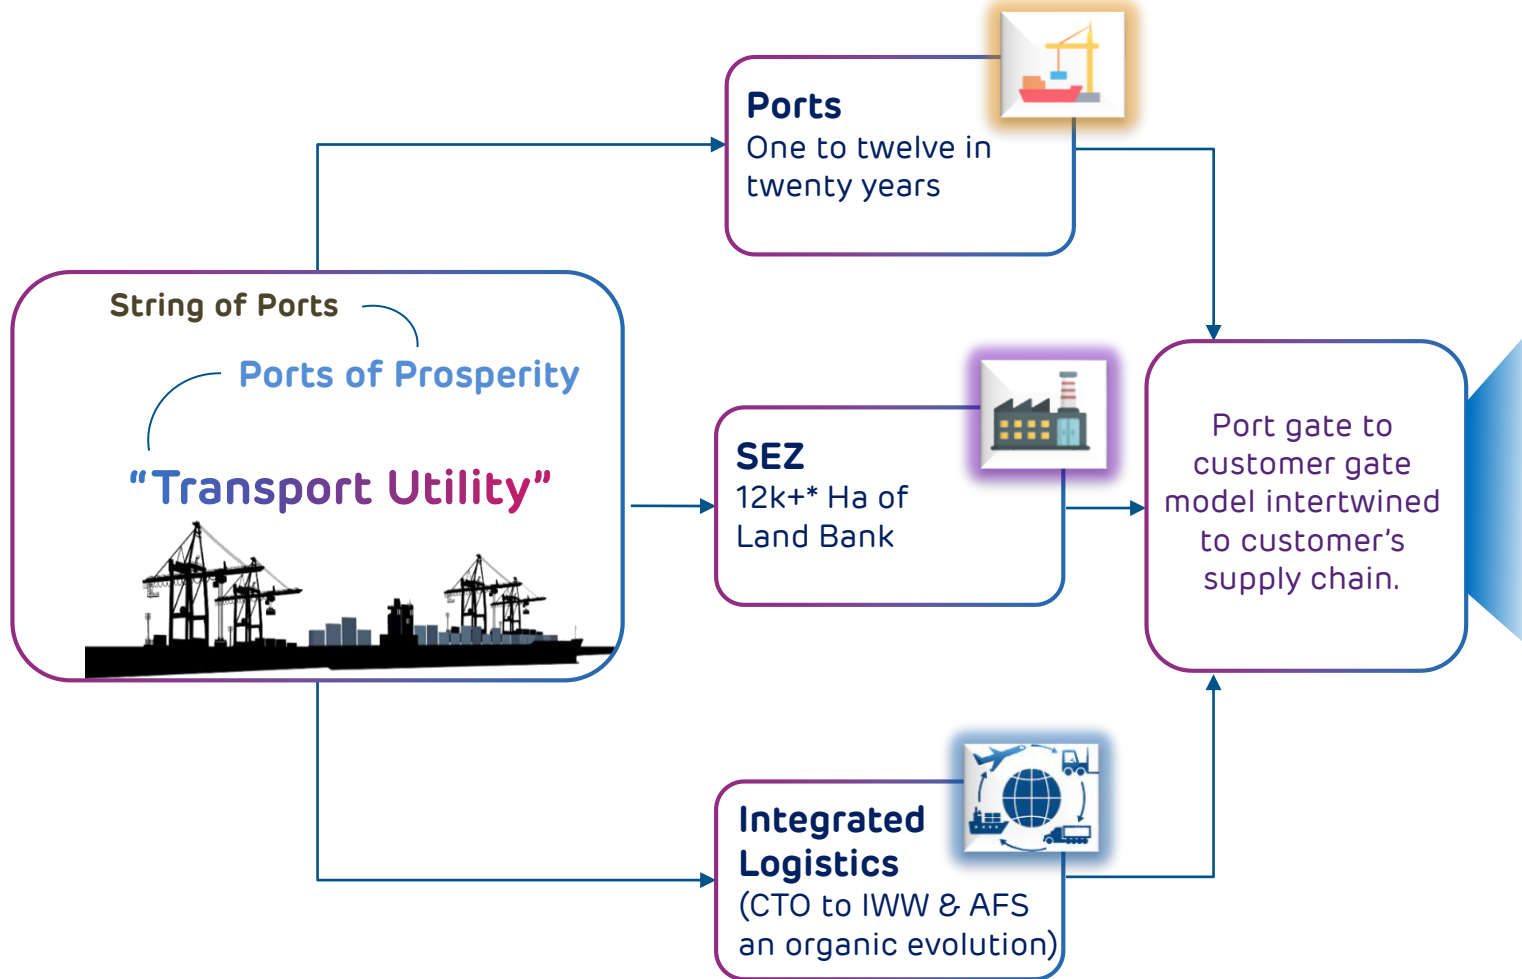 String of Ports
Ports of Prosperity
“Transport Utility”
Ports
One to twelve in
twenty years
SEZ
12k+* Ha of
Land Bank
Integrated
Logistics
(CTO to IWW & AFS
an organic evolution)
Port gate to
customer gate
model intertwined
to customer’s
supply chain.